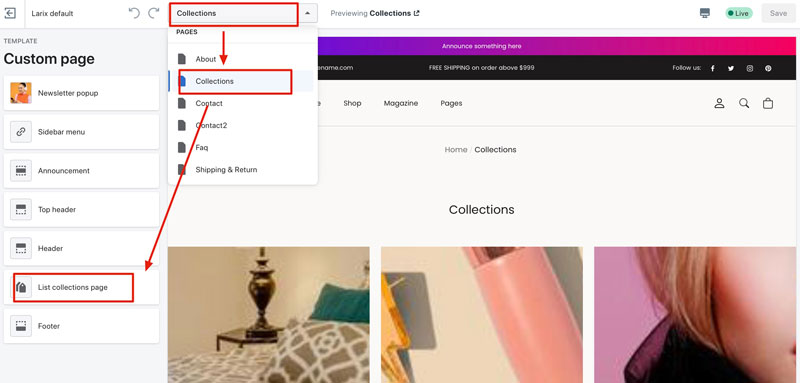 Larix default
Collections
Previewing Collections
Live
Save
TEMPLATE
Custom page
Newsletter popup
Sidebar menu
Announcement
Top header
Header
List collections page
Footer
PAGES
About
Collections
Contact
Contact2
Faq
Shipping & Return
Announce something here
ename.com
FREE SHIPPING on order above $999
Follow us:
e
Shop
Magazine
Pages
Home / Collections
Collections